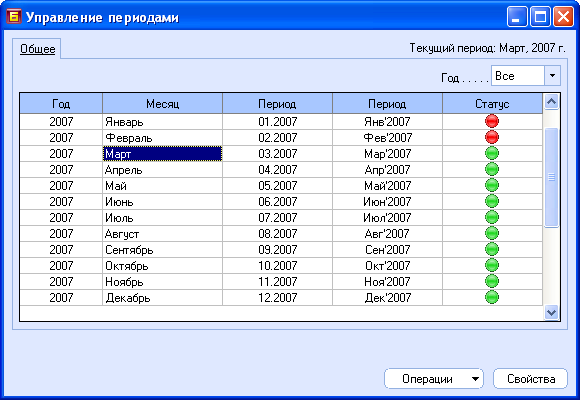 Управление периодами
Общее
Текущий период: Март, 2007 г.
Год . . . . . Все
Год Месяц Период Период Статус
2007 Январь 01.2007 Янв'2007
2007 Февраль 02.2007 Фев'2007
2007 Март 03.2007 Мар'2007
2007 Апрель 04.2007 Апр'2007
2007 Май 05.2007 Май'2007
2007 Июнь 06.2007 Июн'2007
2007 Июль 07.2007 Июл'2007
2007 Август 08.2007 Авг'2007
2007 Сентябрь 09.2007 Сен'2007
2007 Октябрь 10.2007 Окт'2007
2007 Ноябрь 11.2007 Ноя'2007
2007 Декабрь 12.2007 Дек'2007
Операции Свойства